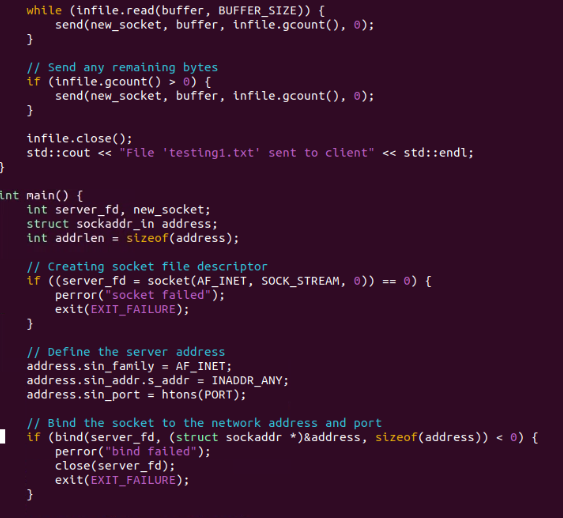 while (infile.read(buffer, BUFFER_SIZE)) {
send(new_socket, buffer, infile.gcount(), 0);
}
// Send any remaining bytes
if (infile.gcount() > 0) {
send(new_socket, buffer, infile.gcount(), 0);
}
infile.close();
std::cout << "File 'testing1.txt' sent to client" << std::endl;
}
int main() {
int server_fd, new_socket;
struct sockaddr_in address;
int addrlen = sizeof(address);
// Creating socket file descriptor
if ((server_fd = socket(AF_INET, SOCK_STREAM, 0)) == 0) {
perror("socket failed");
exit(EXIT_FAILURE);
}
// Define the server address
address.sin_family = AF_INET;
address.sin_addr.s_addr = INADDR_ANY;
address.sin_port = htons(PORT);
// Bind the socket to the network address and port
if (bind(server_fd, (struct sockaddr *)&address, sizeof(address)) < 0) {
perror("bind failed");
close(server_fd);
exit(EXIT_FAILURE);
}